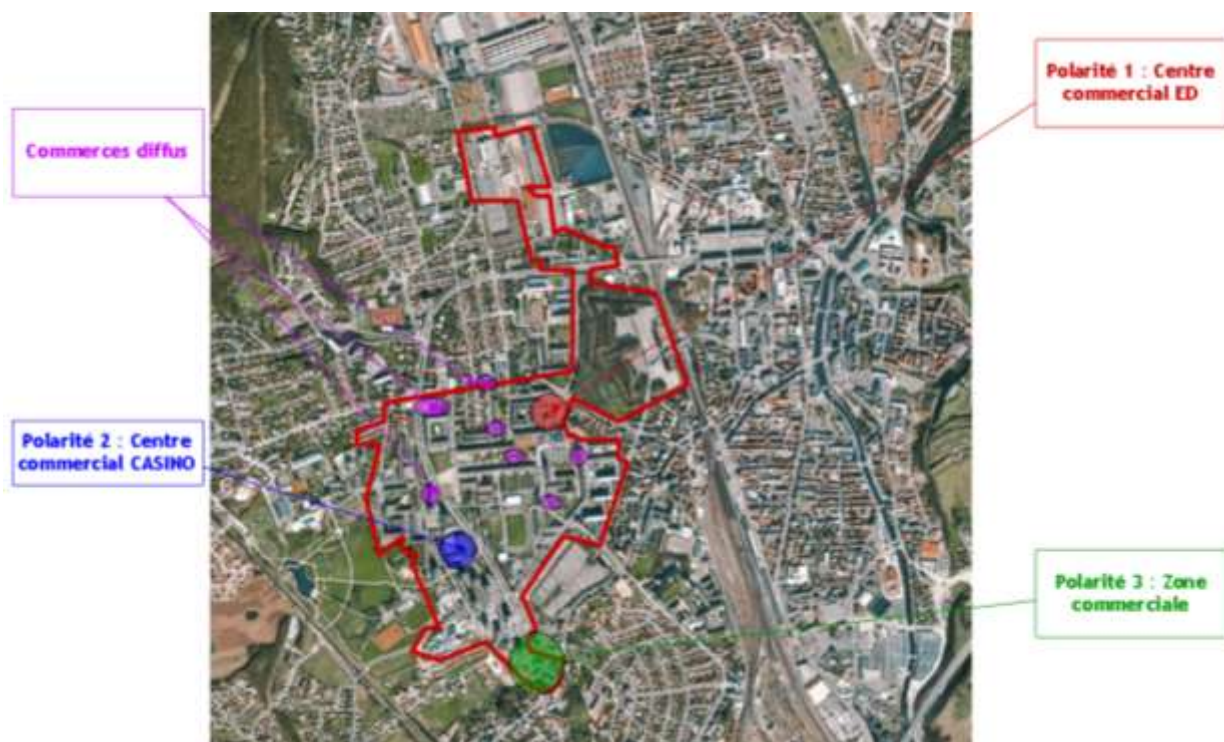 Polarité 1 : Centre
commercial ED
Commerces diffus
Polarité 2 : Centre
commercial CASINO
Polarité 3 : Zone
commerciale